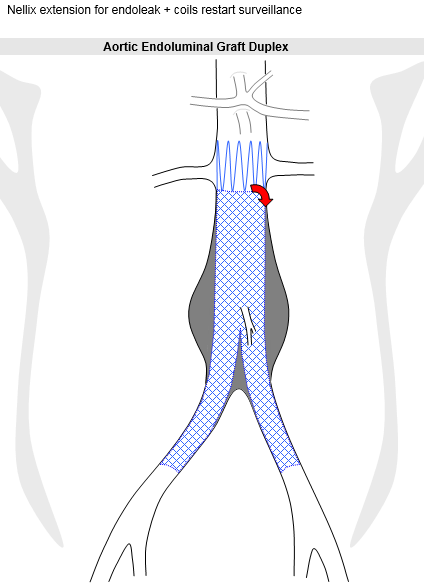 Nellix extension for endoleak + coils restart surveillance
Aortic Endoluminal Graft Duplex